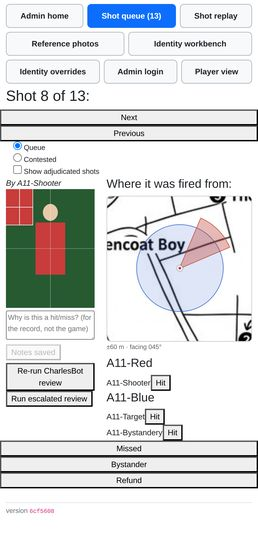 Admin home
Shot queue (13)
Shot replay
Reference photos
Identity workbench
Identity overrides
Admin login
Player view
Shot 8 of 13:
Next
Previous
Queue
Contested
Show adjudicated shots
By A11-Shooter
Where it was fired from:
encoat Boy
Why is this a hit/miss? (for
the record, not the game)
±60 m · facing 045°
Notes saved
A11-Red
Re-run CharlesBot
review
A11-Shooter Hit
Run escalated review
A11-Blue
A11-Target Hit
A11-Bystandery Hit
Missed
Bystander
Refund
version 6cf5608